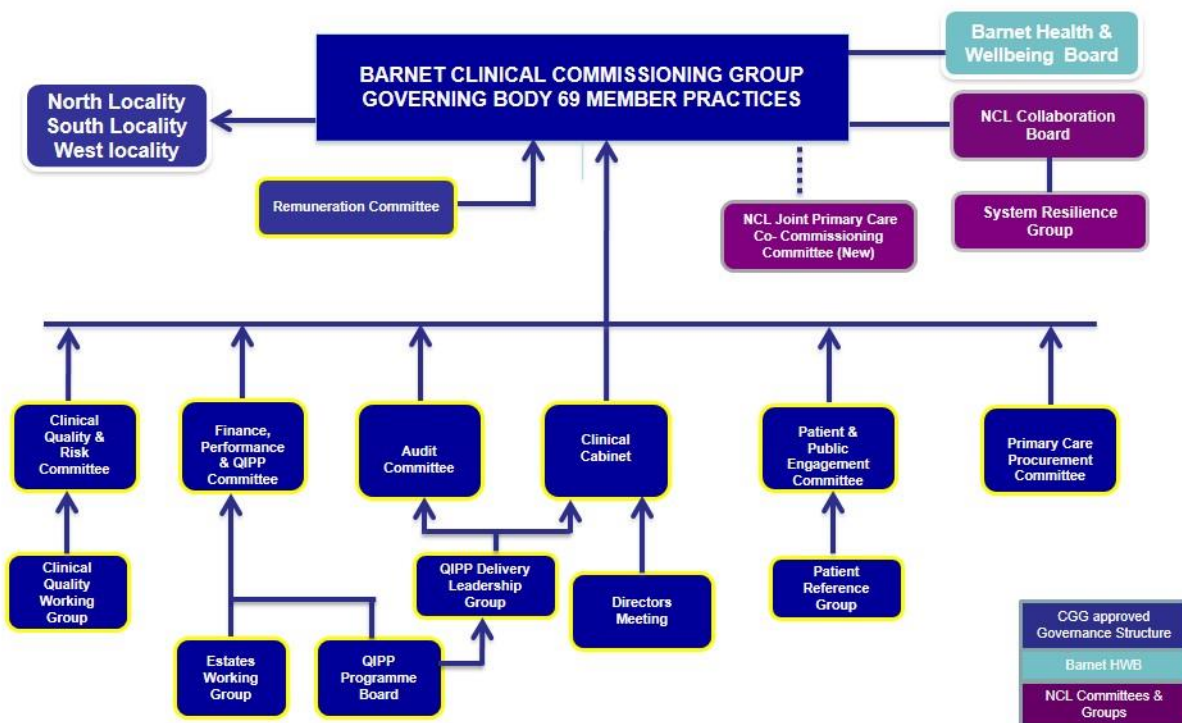 Barnet Health &
Wellbeing Board
BARNET CLINICAL COMMISSIONING GROUP
GOVERNING BODY 69 MEMBER PRACTICES
North Locality
South Locality
West locality
NCL Collaboration
Board
Remuneration Committee
NCL Joint Primary Care
Co- Commissioning
Committee (New)
System Resilience
Group
Clinical
Quality &
Risk
Committee
Finance,
Performance
& QIPP
Committee
Audit
Committee
Clinical
Cabinet
Patient &
Public
Engagement
Committee
Primary Care
Procurement
Committee
Clinical
Quality
Working
Group
QIPP Delivery
Leadership
Group
Directors
Meeting
Patient
Reference
Group
Estates
Working
Group
QIPP
Programme
Board
CGG approved
Governance Structure
Barnet HWB
NCL Committees &
Groups